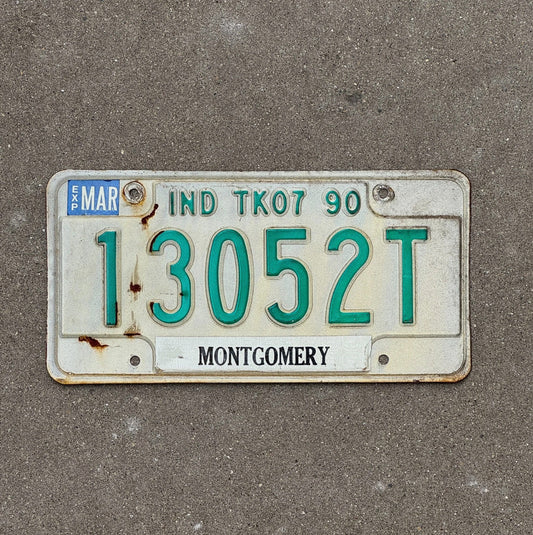 EXP MAR
IND TK07 90
13052T
MONTGOMERY